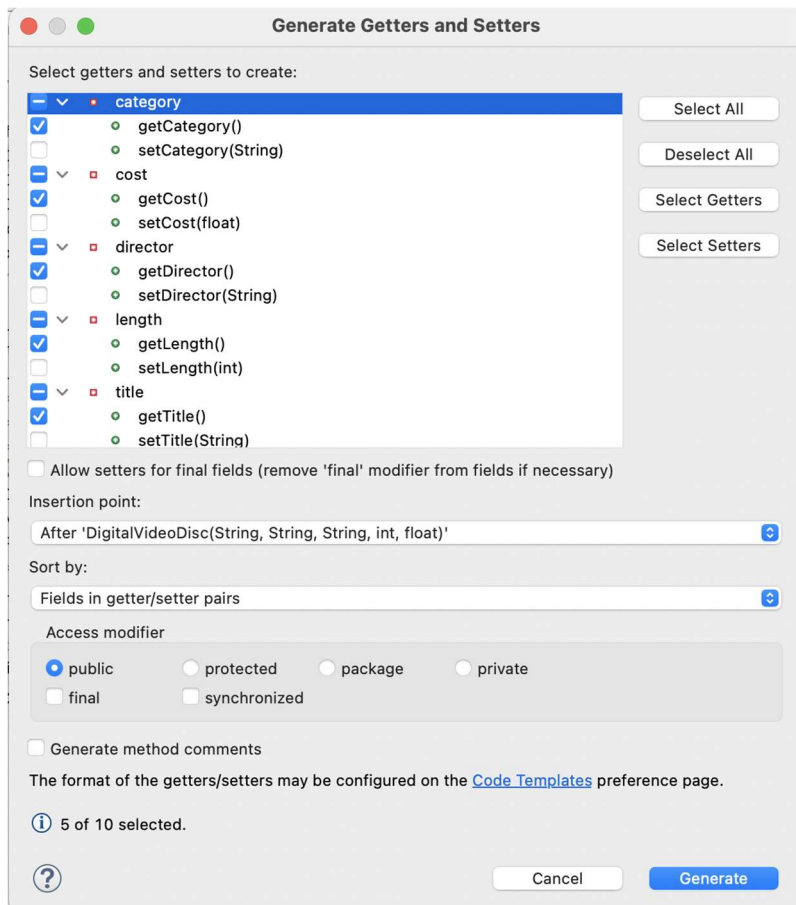 Generate Getters and Setters
Select getters and setters to create:
category
getCategory()
setCategory(String)
cost
getCost()
setCost(float)
director
getDirector()
setDirector(String)
length
getLength()
setLength(int)
title
getTitle()
setTitle(String)
Select All
Deselect All
Select Getters
Select Setters
Allow setters for final fields (remove 'final' modifier from fields if necessary)
Insertion point:
After 'DigitalVideoDisc(String, String, String, int, float)'
Sort by:
Fields in getter/setter pairs
Access modifier
public protected package private
final synchronized
Generate method comments
The format of the getters/setters may be configured on the Code Templates preference page.
5 of 10 selected.
Cancel Generate